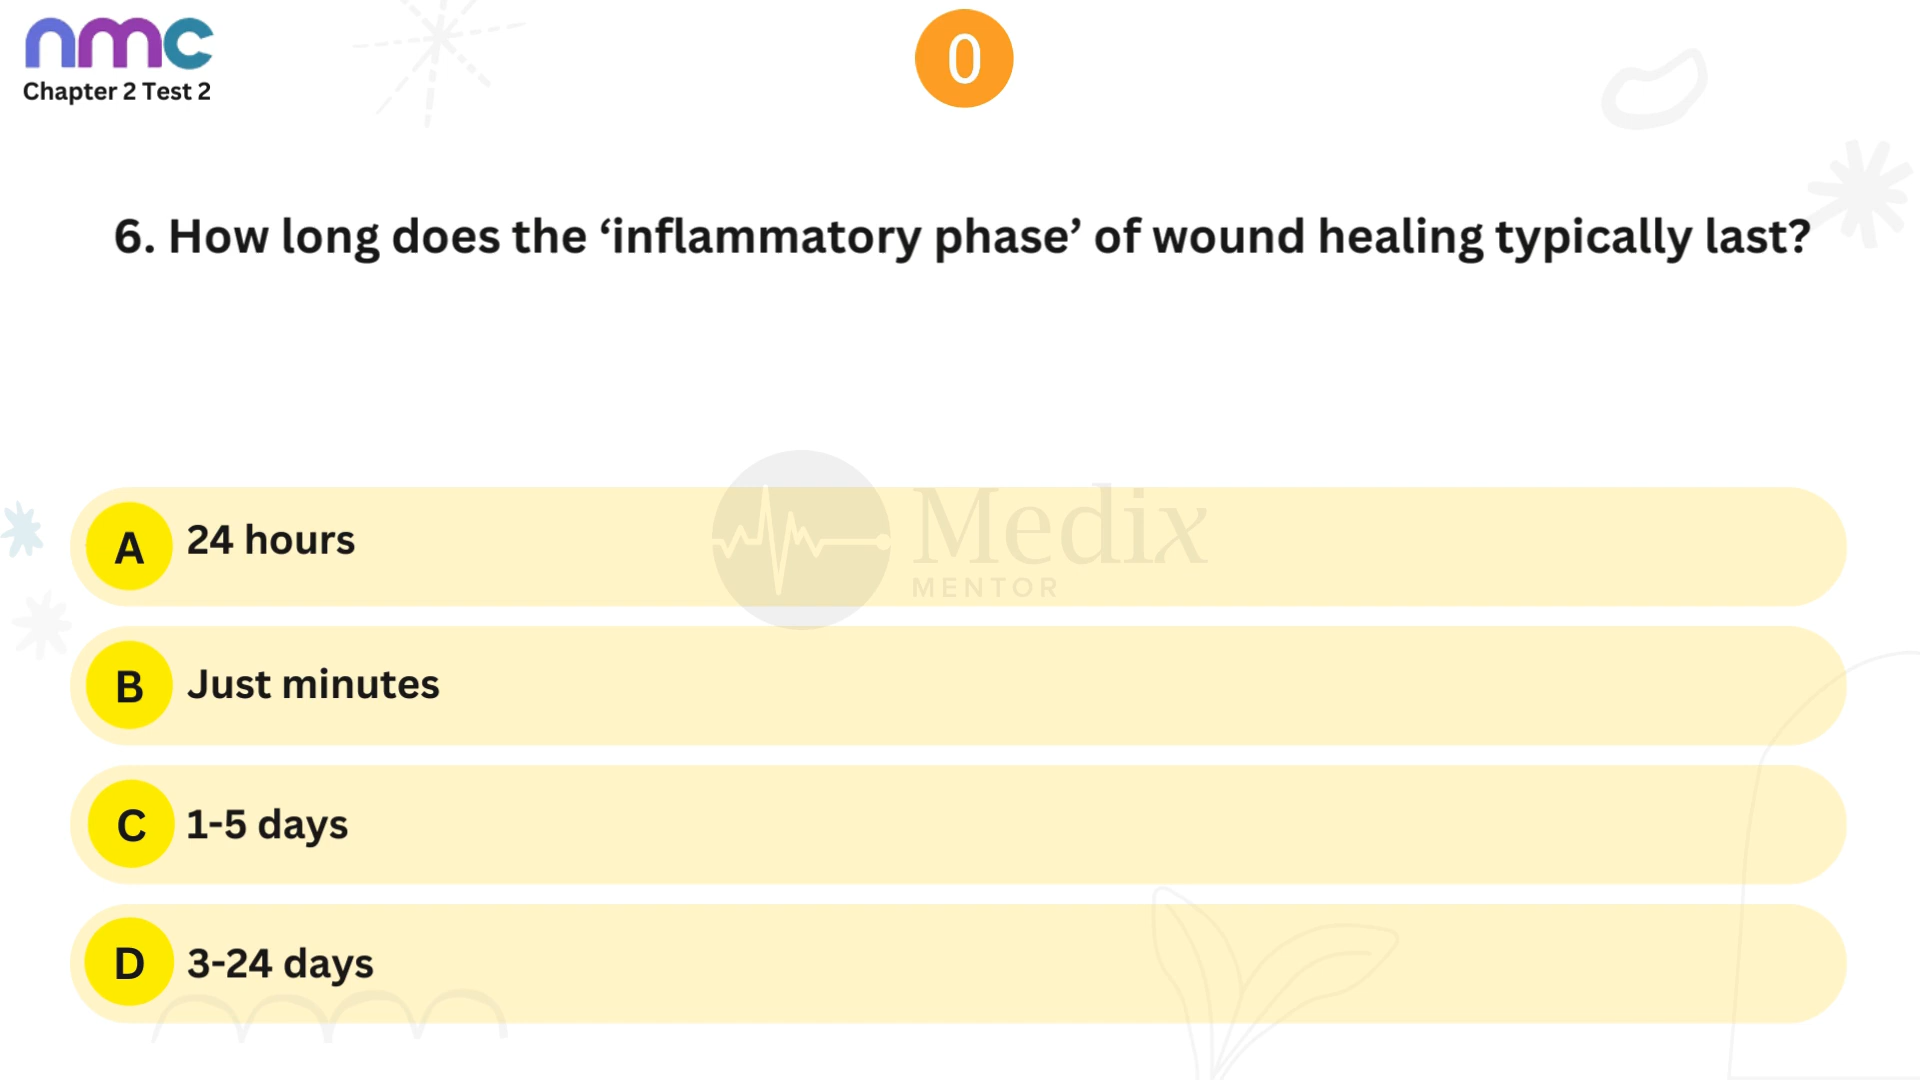 nmc
Chapter 2 Test 2
0
6. How long does the ‘inflammatory phase’ of wound healing typically last?
A 24 hours
Medix
MENTOR
B Just minutes
C 1-5 days
D 3-24 days